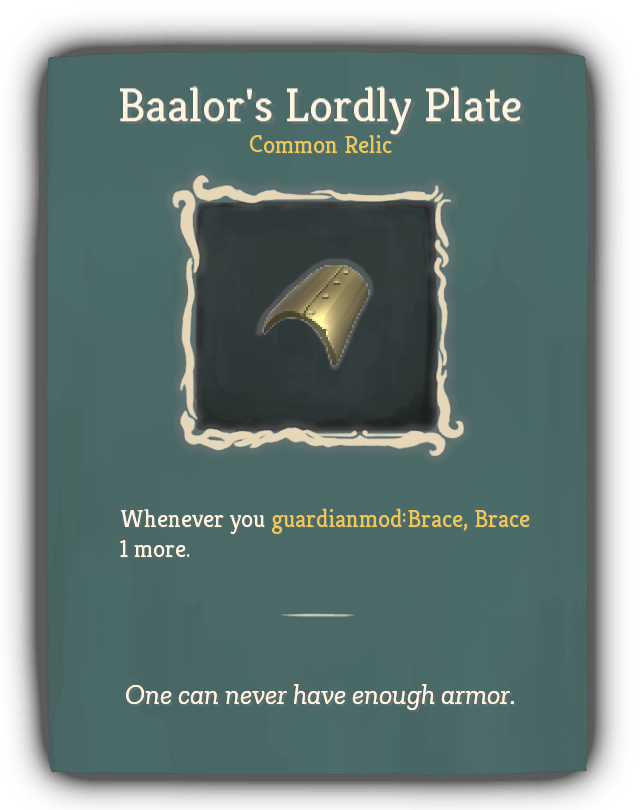 Baalor's Lordly Plate
Common Relic
Whenever you guardianmod:Brace, Brace
1 more.
One can never have enough armor.